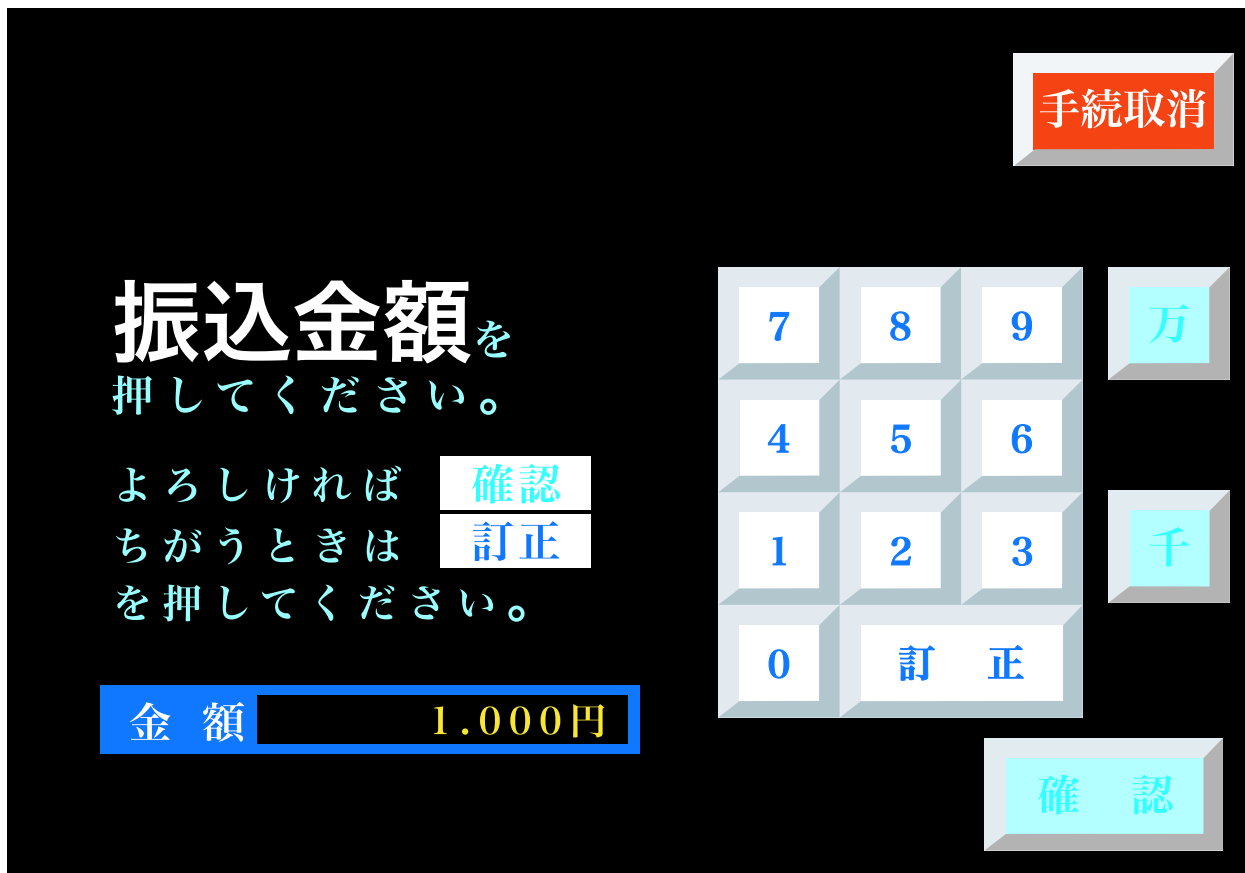 手続取消
振込金額を
押してください。
よろしければ 確認
ちがうときは 訂正
を押してください。
金額 1.000円
7 8 9 万
4 5 6
1 2 3 千
0 訂正
確認